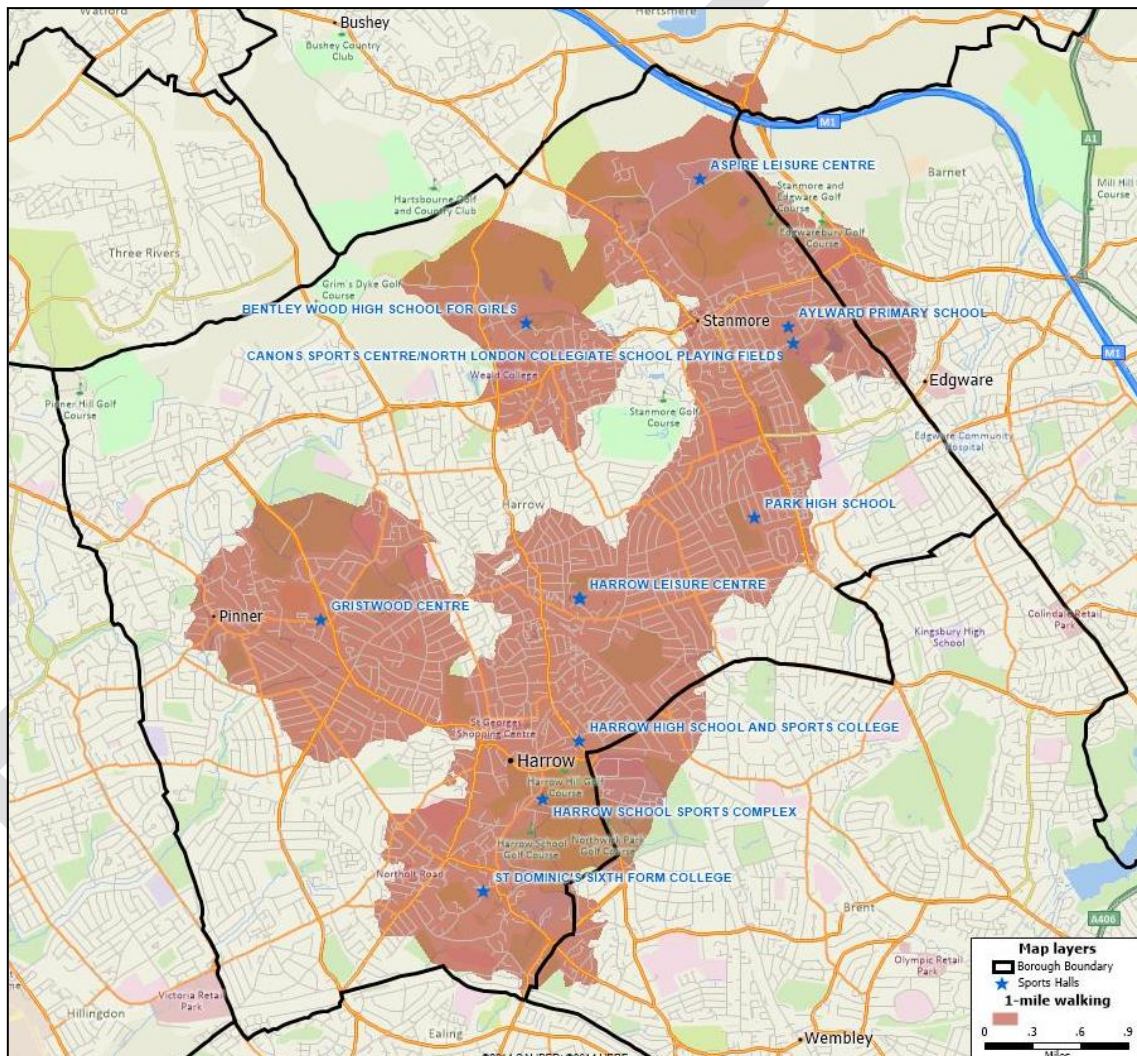 Watford
Bushey
Bushey Country
Club
Hertsmere
M1
A1
Barnet
Mill Hill
ASPIRE LEISURE CENTRE
Stanmore and
Edgware Golf
Course
Edgwarebury Golf
Course
Hartsbourne Golf
and Country Club
Three Rivers
Grim's Dyke Golf
Course
BENTLEY WOOD HIGH SCHOOL FOR GIRLS
Stanmore
AYLWARD PRIMARY SCHOOL
CANONS SPORTS CENTRE/NORTH LONDON COLLEGIATE SCHOOL PLAYING FIELDS
M1
Weald College
Edgware
Pinner Hill Golf
Course
Stanmore Golf
Course
Edgware Community
Hospital
Harrow
PARK HIGH SCHOOL
HARROW LEISURE CENTRE
Pinner
GRISTWOOD CENTRE
Colindale Retail
Park
Kingsbury High
School
St Georges
Shopping Centre
HARROW HIGH SCHOOL AND SPORTS COLLEGE
Harrow
Harrow Hill Golf
Course
HARROW SCHOOL SPORTS COMPLEX
Harrow School
Golf Course
Northwick Park
Golf Course
Northolt Road
ST DOMINIC'S SIXTH FORM COLLEGE
Brent
A406
Olympic Retail
Park
Victoria Retail
Park
Hillingdon
Ealing
Wembley
Map layers
Borough Boundary
Sports Halls
1-mile walking
0 .3 .6 .9
Miles